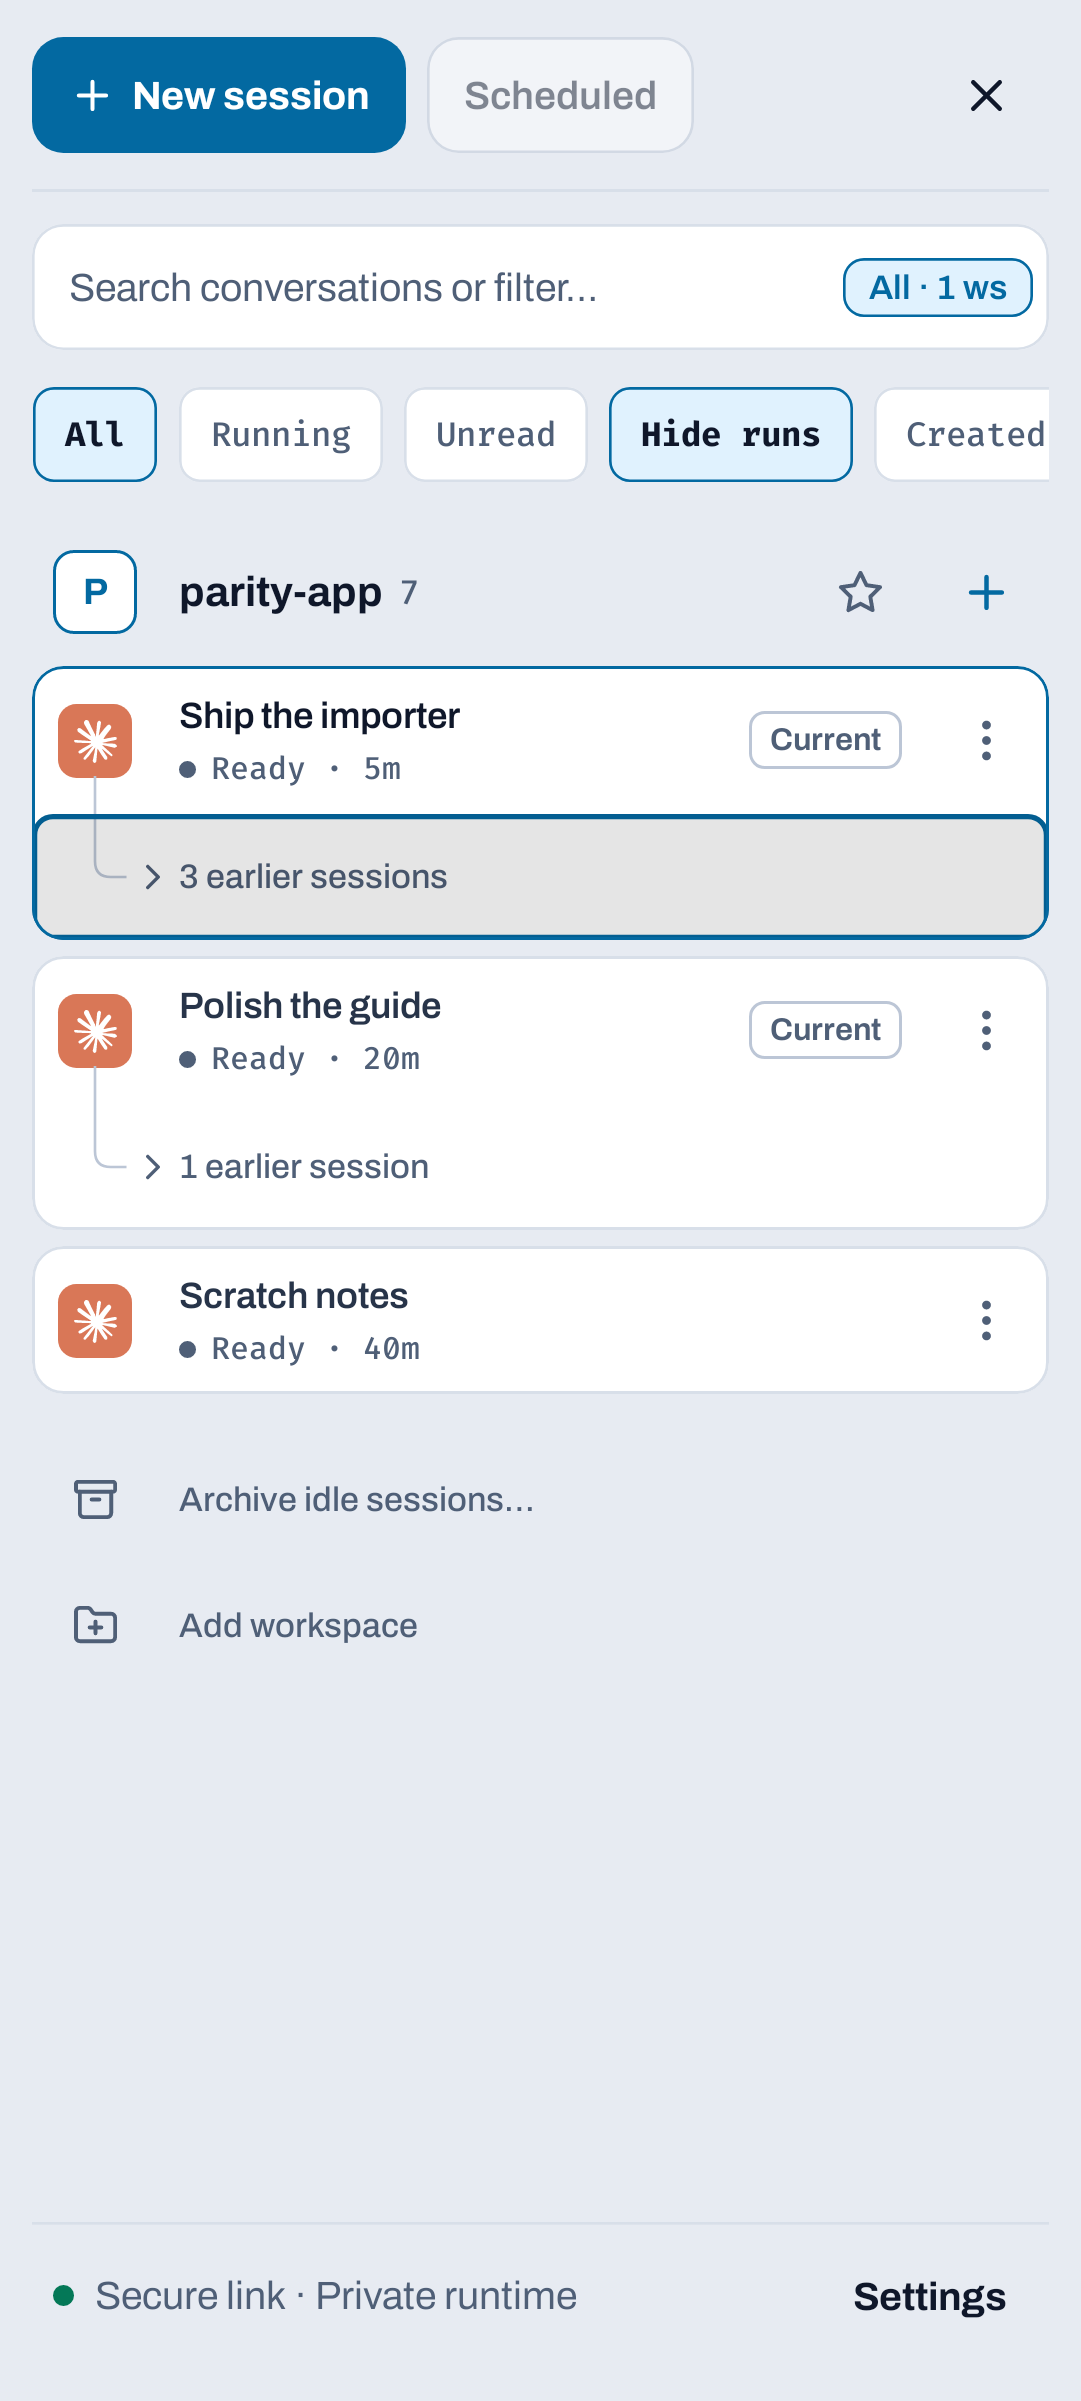 New session
Scheduled
Search conversations or filter...
All · 1 ws
All
Running
Unread
Hide runs
Created
P
parity-app 7
Ship the importer
Ready · 5m
Current
3 earlier sessions
Polish the guide
Ready · 20m
Current
1 earlier session
Scratch notes
Ready · 40m
Archive idle sessions...
Add workspace
Secure link · Private runtime
Settings